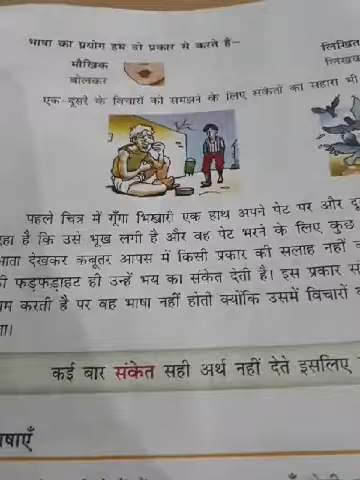 भाषा का प्रयोग हम दो प्रकार से करते हैं–
मौखिक
लिखित
बोलकर
लिखक
एक-दूसरे के विचारों को समझने के लिए संकेतों का सहारा भी
पहले चित्र में गूँगा भिखारी एक हाथ अपने पेट पर और दू
रहा है कि उसे भूख लगी है और वह पेट भरने के लिए कुछ
आता देखकर कबूतर आपस में किसी प्रकार की सलाह नहीं क
की फड़फड़ाहट ही उन्हें भय का संकेत देती है। इस प्रकार सं
म करती है पर वह भाषा नहीं होती क्योंकि उसमें विचारों क
ता।
कई बार संकेत सही अर्थ नहीं देते इसलिए
षाएँ